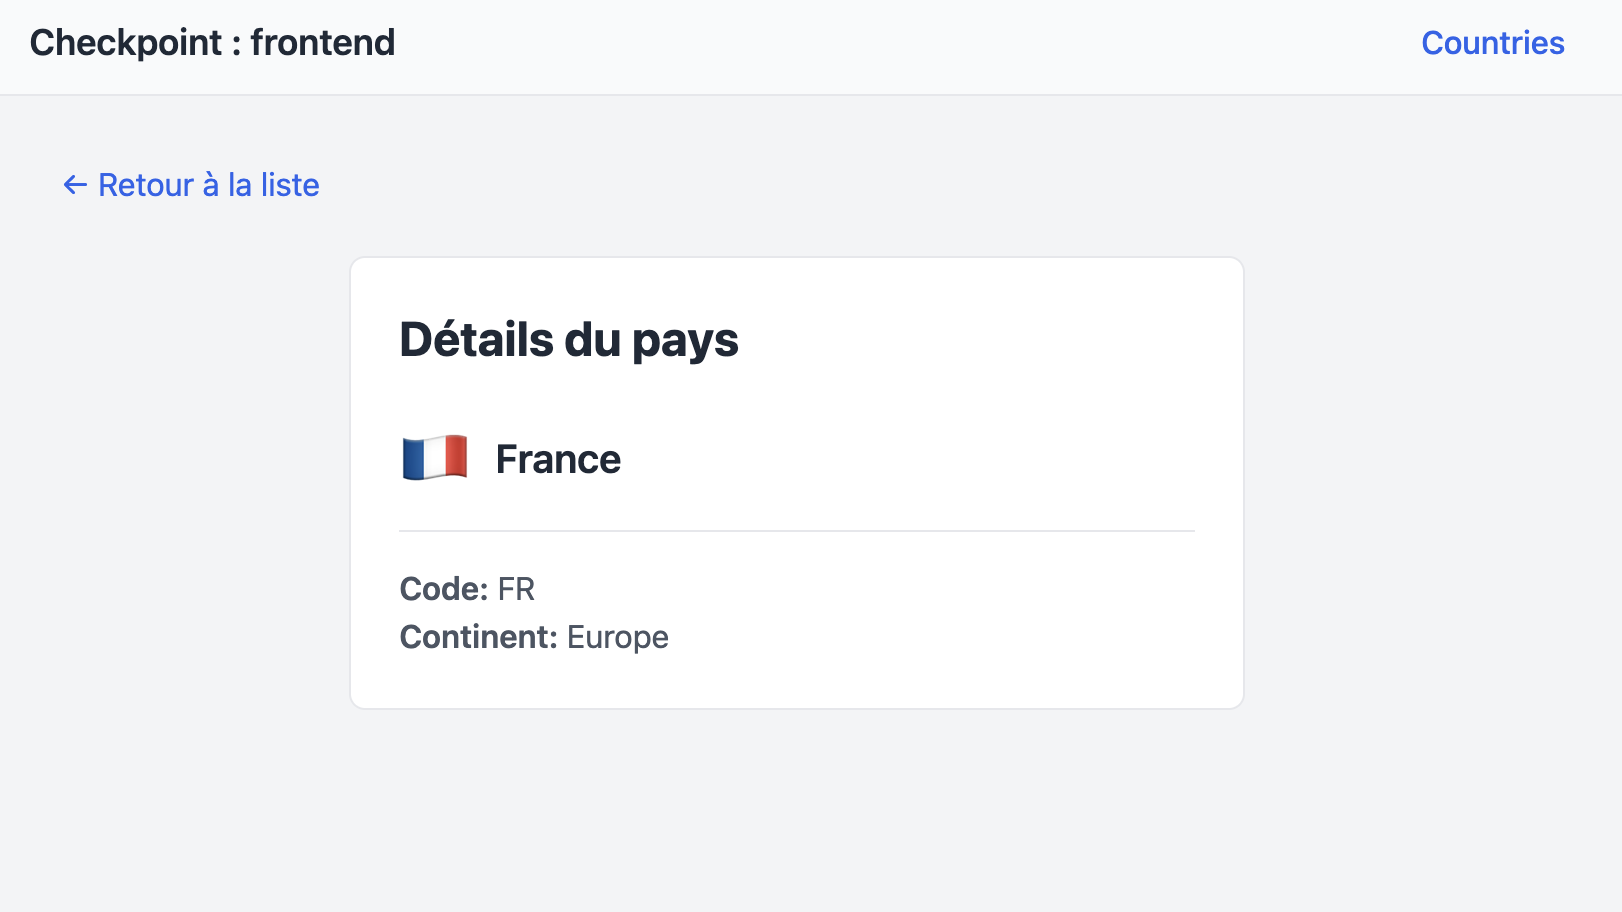 Checkpoint : frontend
Countries
← Retour à la liste
Détails du pays
France
Code: FR
Continent: Europe